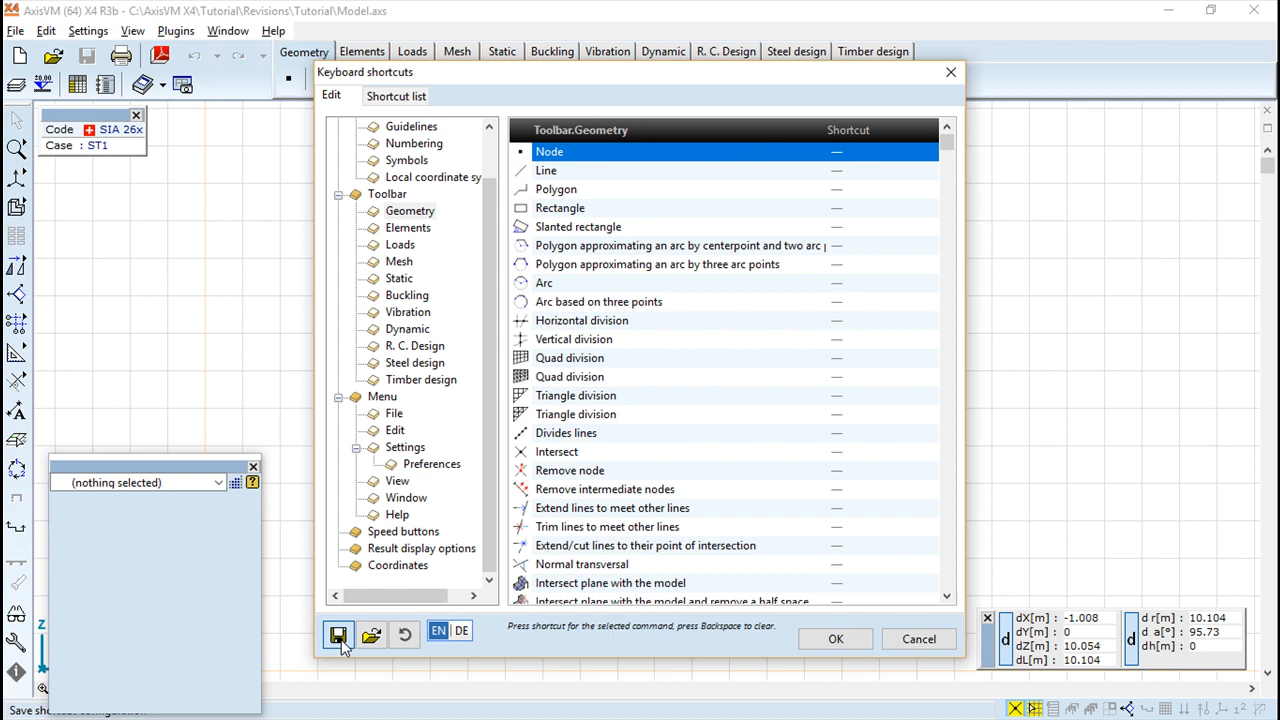 AxisVM (64) X4 R3b - C:\AxisVM X4\Tutorial\Revisions\Tutorial\Model.axs
File Edit Settings View Plugins Window Help
Geometry Elements Loads Mesh Static Buckling Vibration Dynamic R. C. Design Steel design Timber design
Keyboard shortcuts
Edit Shortcut list
Code SIA 26x
Case : ST1
Guidelines
Numbering
Symbols
Local coordinate sy
Toolbar
Geometry
Elements
Loads
Mesh
Static
Buckling
Vibration
Dynamic
R. C. Design
Steel design
Timber design
Menu
File
Edit
Settings
Preferences
View
Window
Help
Speed buttons
Result display options
Coordinates
Toolbar.Geometry Shortcut
Node —
Line —
Polygon —
Rectangle —
Slanted rectangle —
Polygon approximating an arc by centerpoint and two arc —
Polygon approximating an arc by three arc points —
Arc —
Arc based on three points —
Horizontal division —
Vertical division —
Quad division —
Quad division —
Triangle division —
Triangle division —
Divides lines —
Intersect —
Remove node —
Remove intermediate nodes —
Extend lines to meet other lines —
Trim lines to meet other lines —
Extend/cut lines to their point of intersection —
Normal transversal —
Intersect plane with the model —
Intersect plane with the model and remove a half space —
EN DE
Press shortcut for the selected command, press Backspace to clear.
OK Cancel
(nothing selected)
Z
dX[m] : -1.008
dY[m] : 0
dZ[m] : 10.054
dL[m] : 10.104
d
d r[m] : 10.104
d a[°] : 95.73
dh[m] : 0
d
Save shortcut configuration